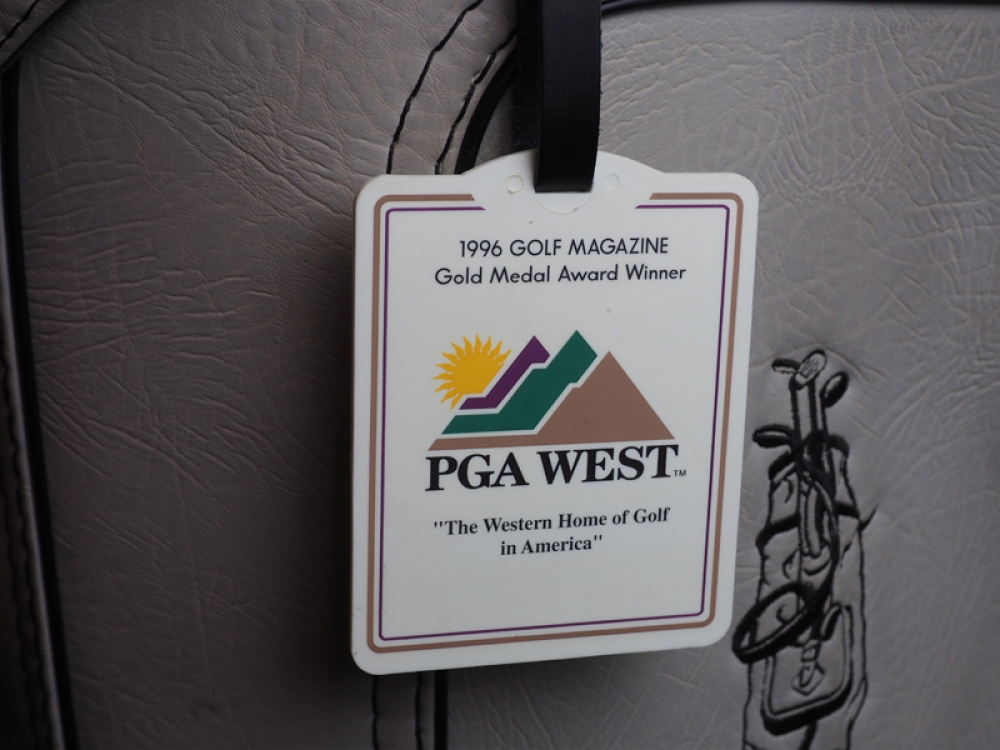 1996 GOLF MAGAZINE
Gold Medal Award Winner
PGA WEST™
"The Western Home of Golf
in America"